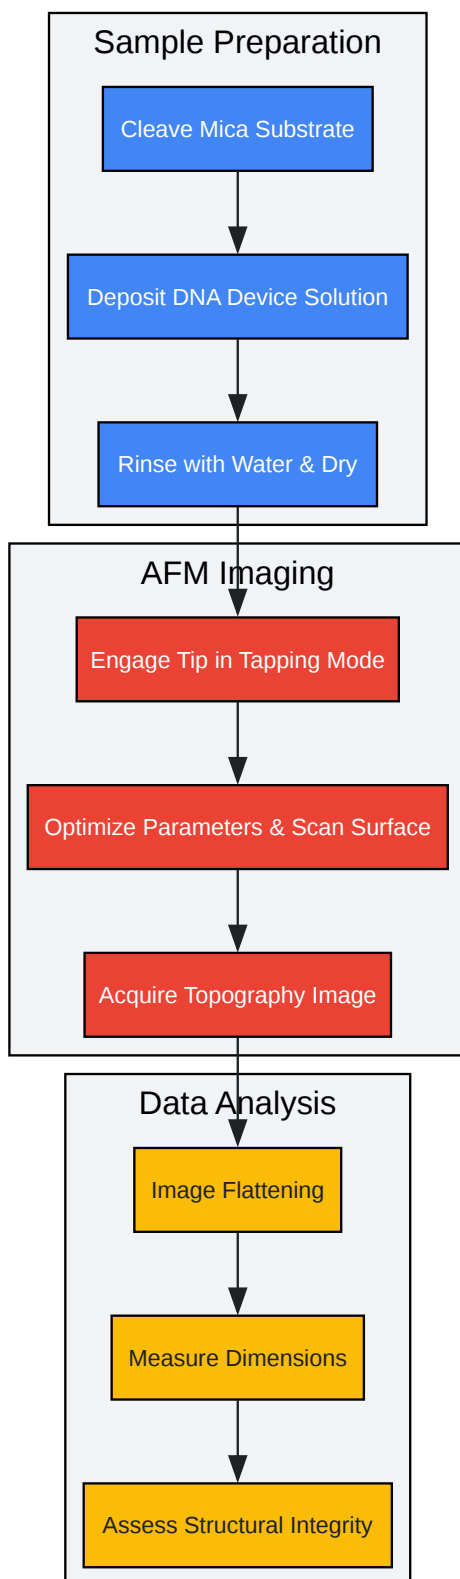 Sample Preparation
Cleave Mica Substrate
Deposit DNA Device Solution
Rinse with Water & Dry
AFM Imaging
Engage Tip in Tapping Mode
Optimize Parameters & Scan Surface
Acquire Topography Image
Data Analysis
Image Flattening
Measure Dimensions
Assess Structural Integrity